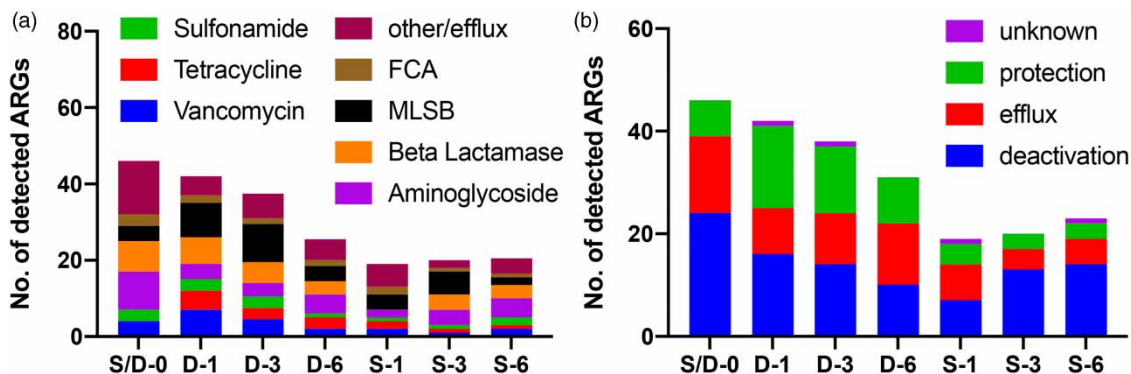 (a)
No. of detected ARGs
80
60
40
20
0
Sulfonamide
Tetracycline
Vancomycin
other/efflux
FCA
MLSB
Beta Lactamase
Aminoglycoside
S/D-0 D-1 D-3 D-6 S-1 S-3 S-6
(b)
No. of detected ARGs
60
40
20
0
unknown
protection
efflux
deactivation
S/D-0 D-1 D-3 D-6 S-1 S-3 S-6